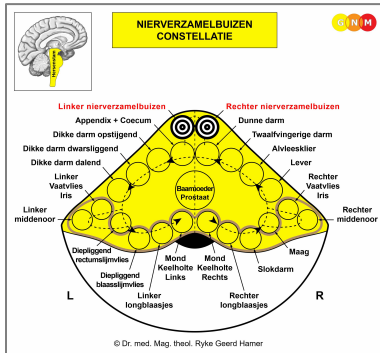 NIERVERZAMELBUIZEN
CONSTELLATIE
G N M
Hersenstam
Linker nierverzamelbuizen
Rechter nierverzamelbuizen
Appendix + Coecum
Dunne darm
Dikke darm opstijgend
Twaalfvingerige darm
Dikke darm dwarsliggend
Alvleesklier
Dikke darm dalend
Lever
Linker
Vaatvlies
Iris
Rechter
Vaatvlies
Iris
Baarmoeder
Prostaat
Linker
middenoor
Rechter
middenoor
Diepliggend
rectumslijmvlies
Diepliggend
blaasslijmvlies
Linker
longblaasjes
Mond
Keelholte
Links
Mond
Keelholte
Rechts
Rechter
longblaasjes
Slokdarm
Maag
L
R
© Dr. med. Mag. theol. Ryke Geerd Hamer